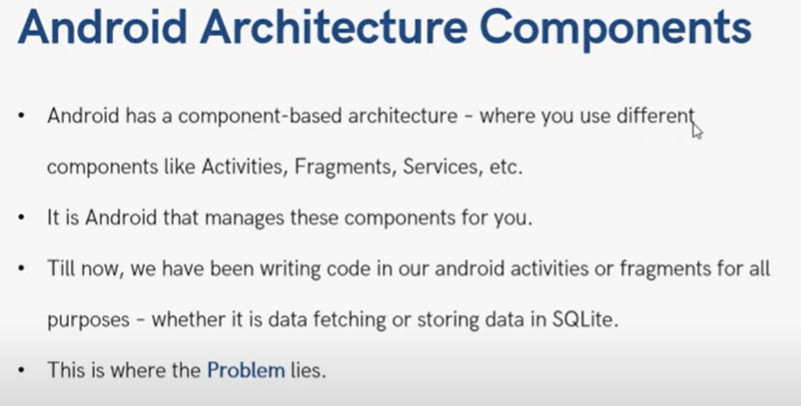 Android Architecture Components
• Android has a component-based architecture – where you use different
components like Activities, Fragments, Services, etc.
• It is Android that manages these components for you.
• Till now, we have been writing code in our android activities or fragments for all
purposes – whether it is data fetching or storing data in SQLite.
• This is where the Problem lies.